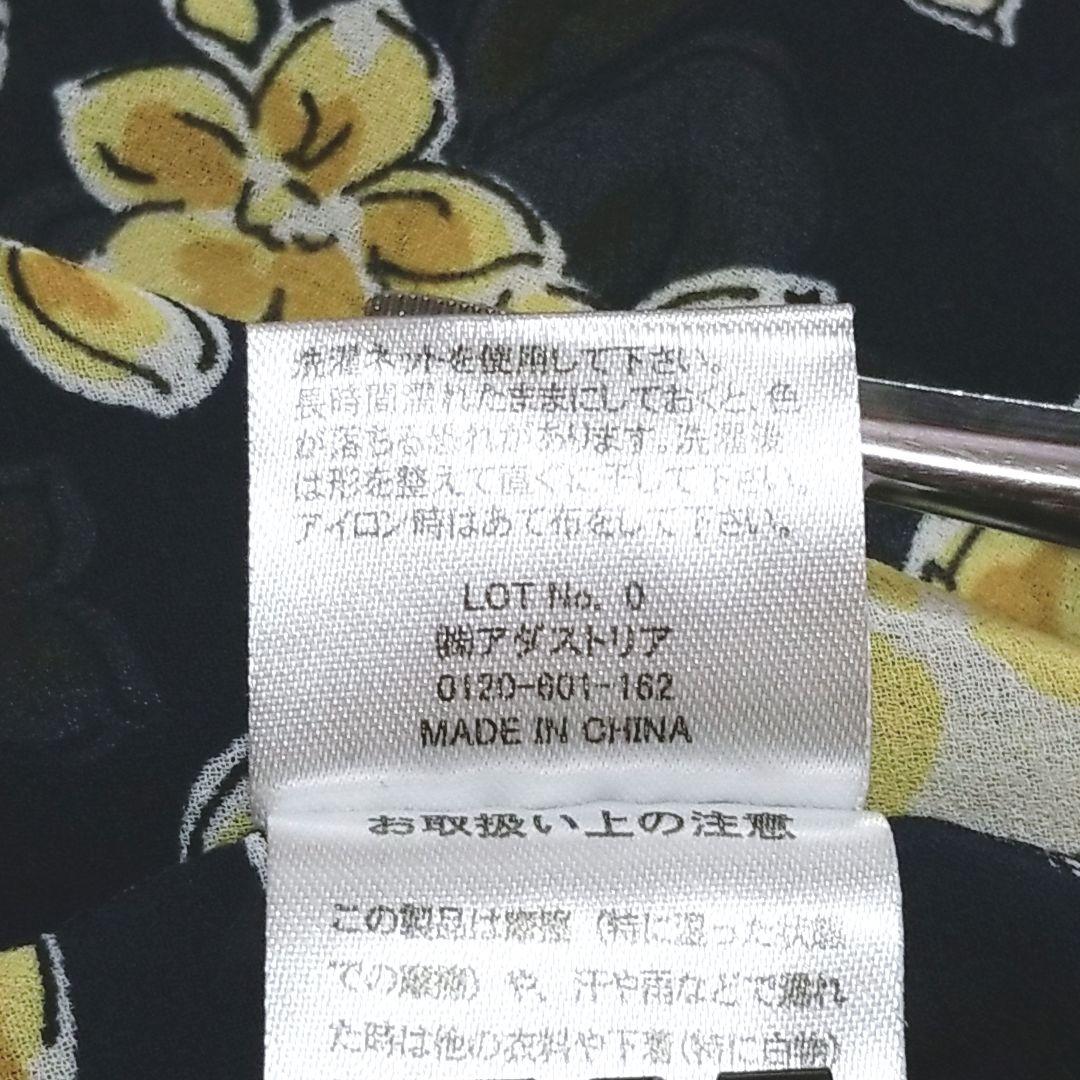 洗濯ネットを使用して下さい。
長時間濡れたままにしておくと、色
が落ちる恐れがあります。洗濯後
は形を整えて直ぐに干して下さい。
アイロン時はあて布をして下さい。
LOT No. 0
㈱アダストリア
0120-601-162
MADE IN CHINA
お取扱い上の注意
この製品は摩擦（特に湿った状態
での摩擦）や、汗や雨などで濡れ
た時は他の衣料や下着（特に白物）